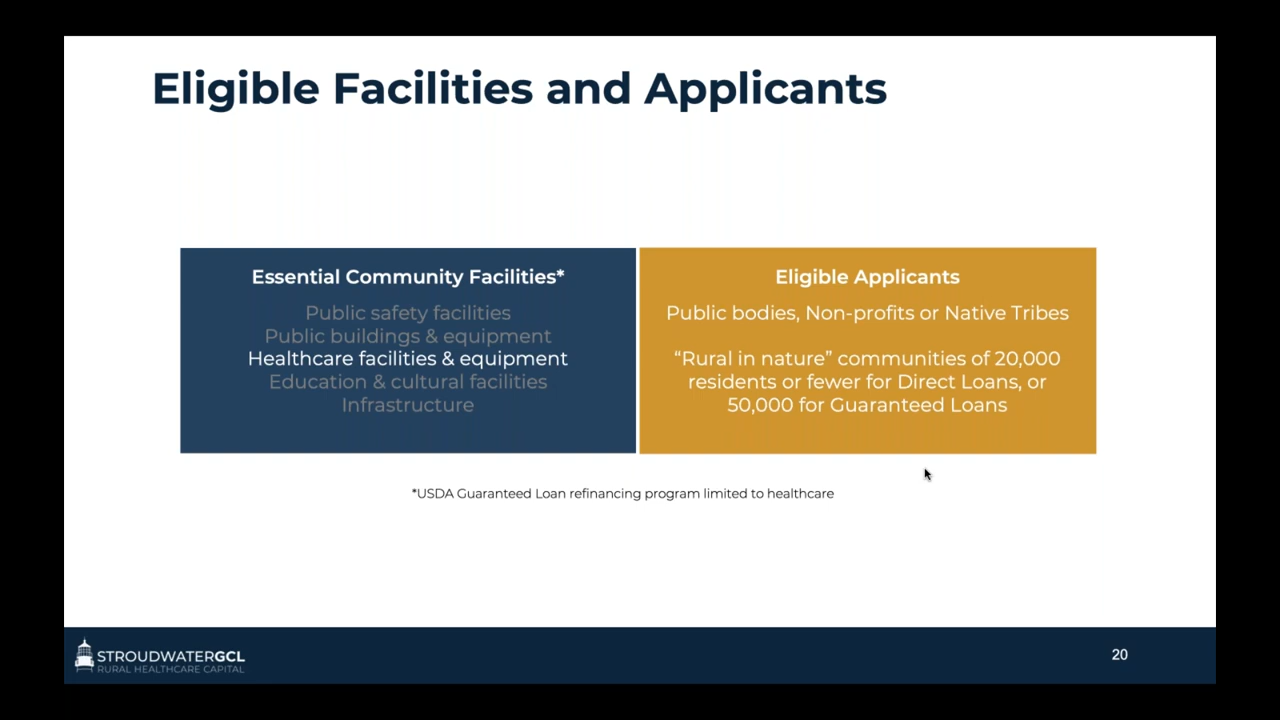 Eligible Facilities and Applicants
Essential Community Facilities*
Public safety facilities
Public buildings & equipment
Healthcare facilities & equipment
Education & cultural facilities
Infrastructure
Eligible Applicants
Public bodies, Non-profits or Native Tribes
“Rural in nature” communities of 20,000
residents or fewer for Direct Loans, or
50,000 for Guaranteed Loans
*USDA Guaranteed Loan refinancing program limited to healthcare
STROUDWATERGCL
RURAL HEALTHCARE CAPITAL
20